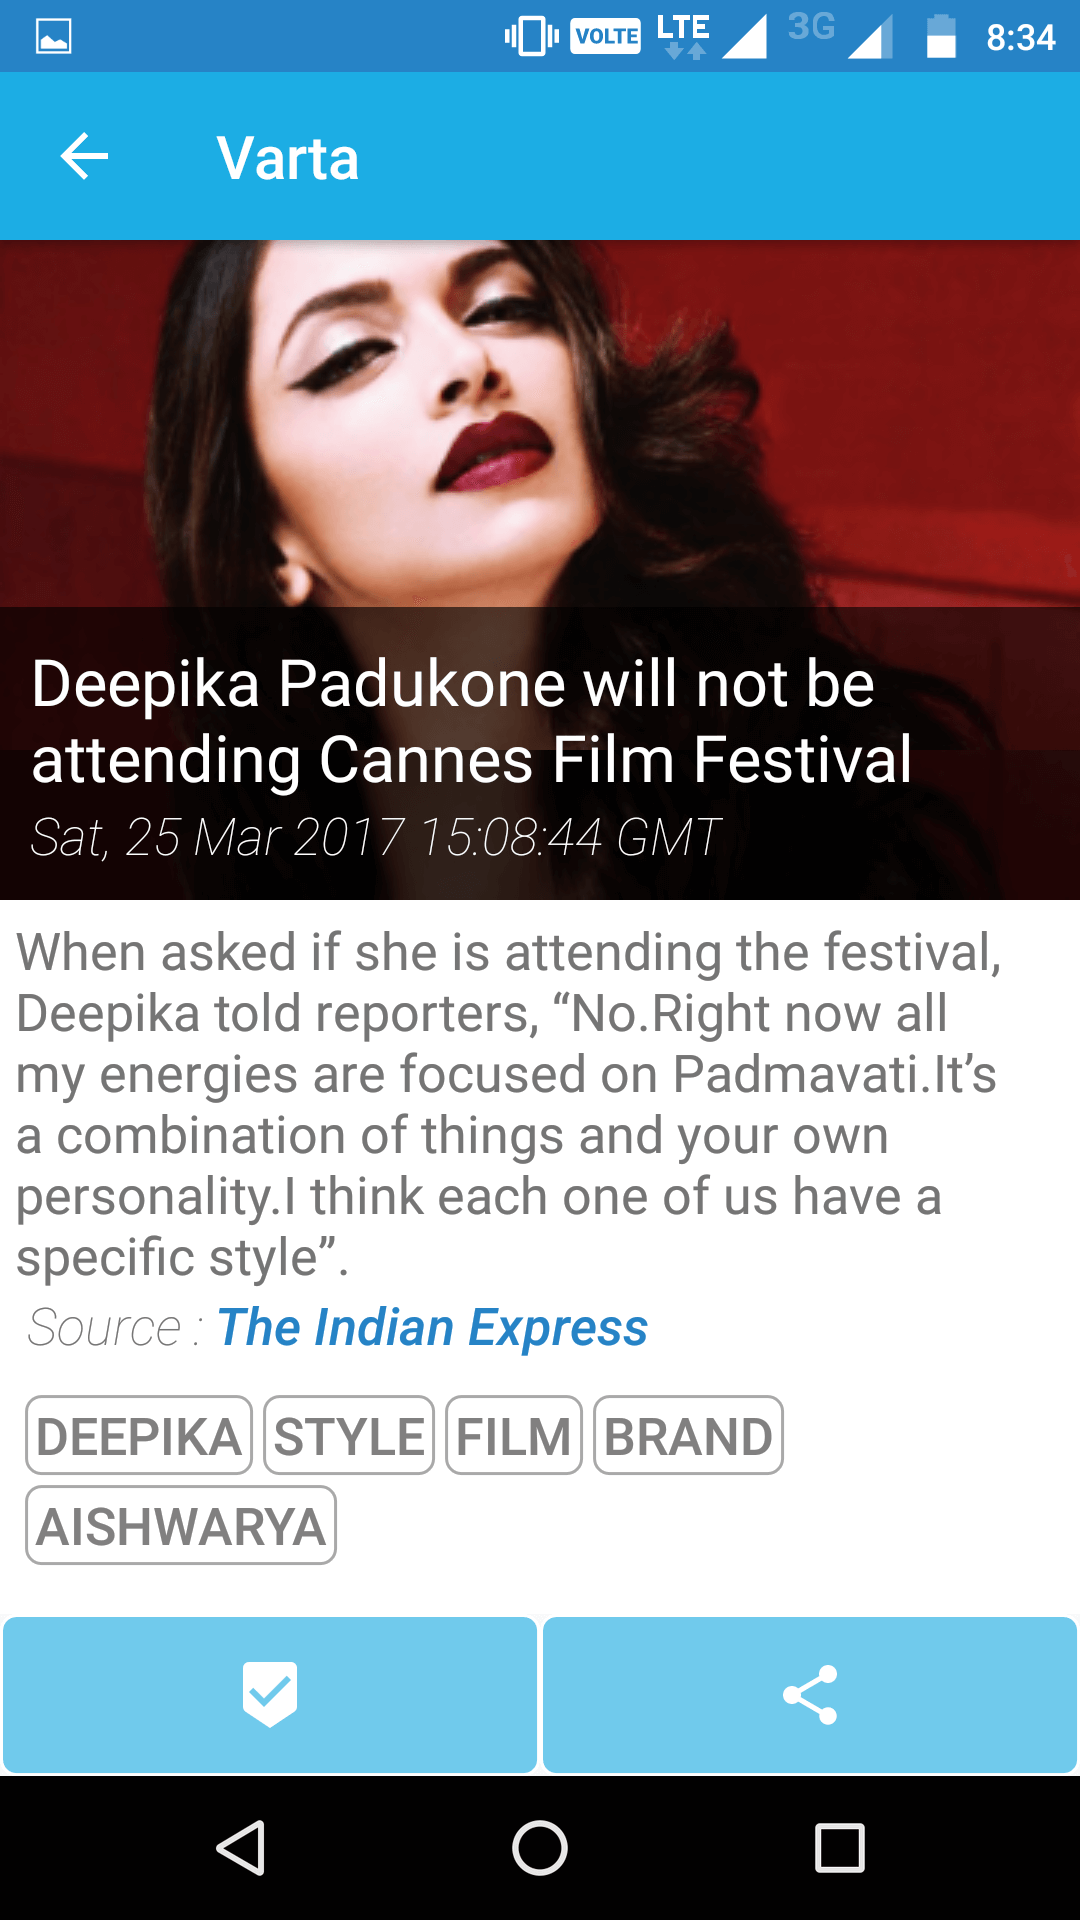 VOLTE LTE 3G 8:34
Varta
Deepika Padukone will not be
attending Cannes Film Festival
Sat, 25 Mar 2017 15:08:44 GMT
When asked if she is attending the festival,
Deepika told reporters, “No.Right now all
my energies are focused on Padmavati.It’s
a combination of things and your own
personality.I think each one of us have a
specific style”.
Source : The Indian Express
DEEPIKA STYLE FILM BRAND
AISHWARYA